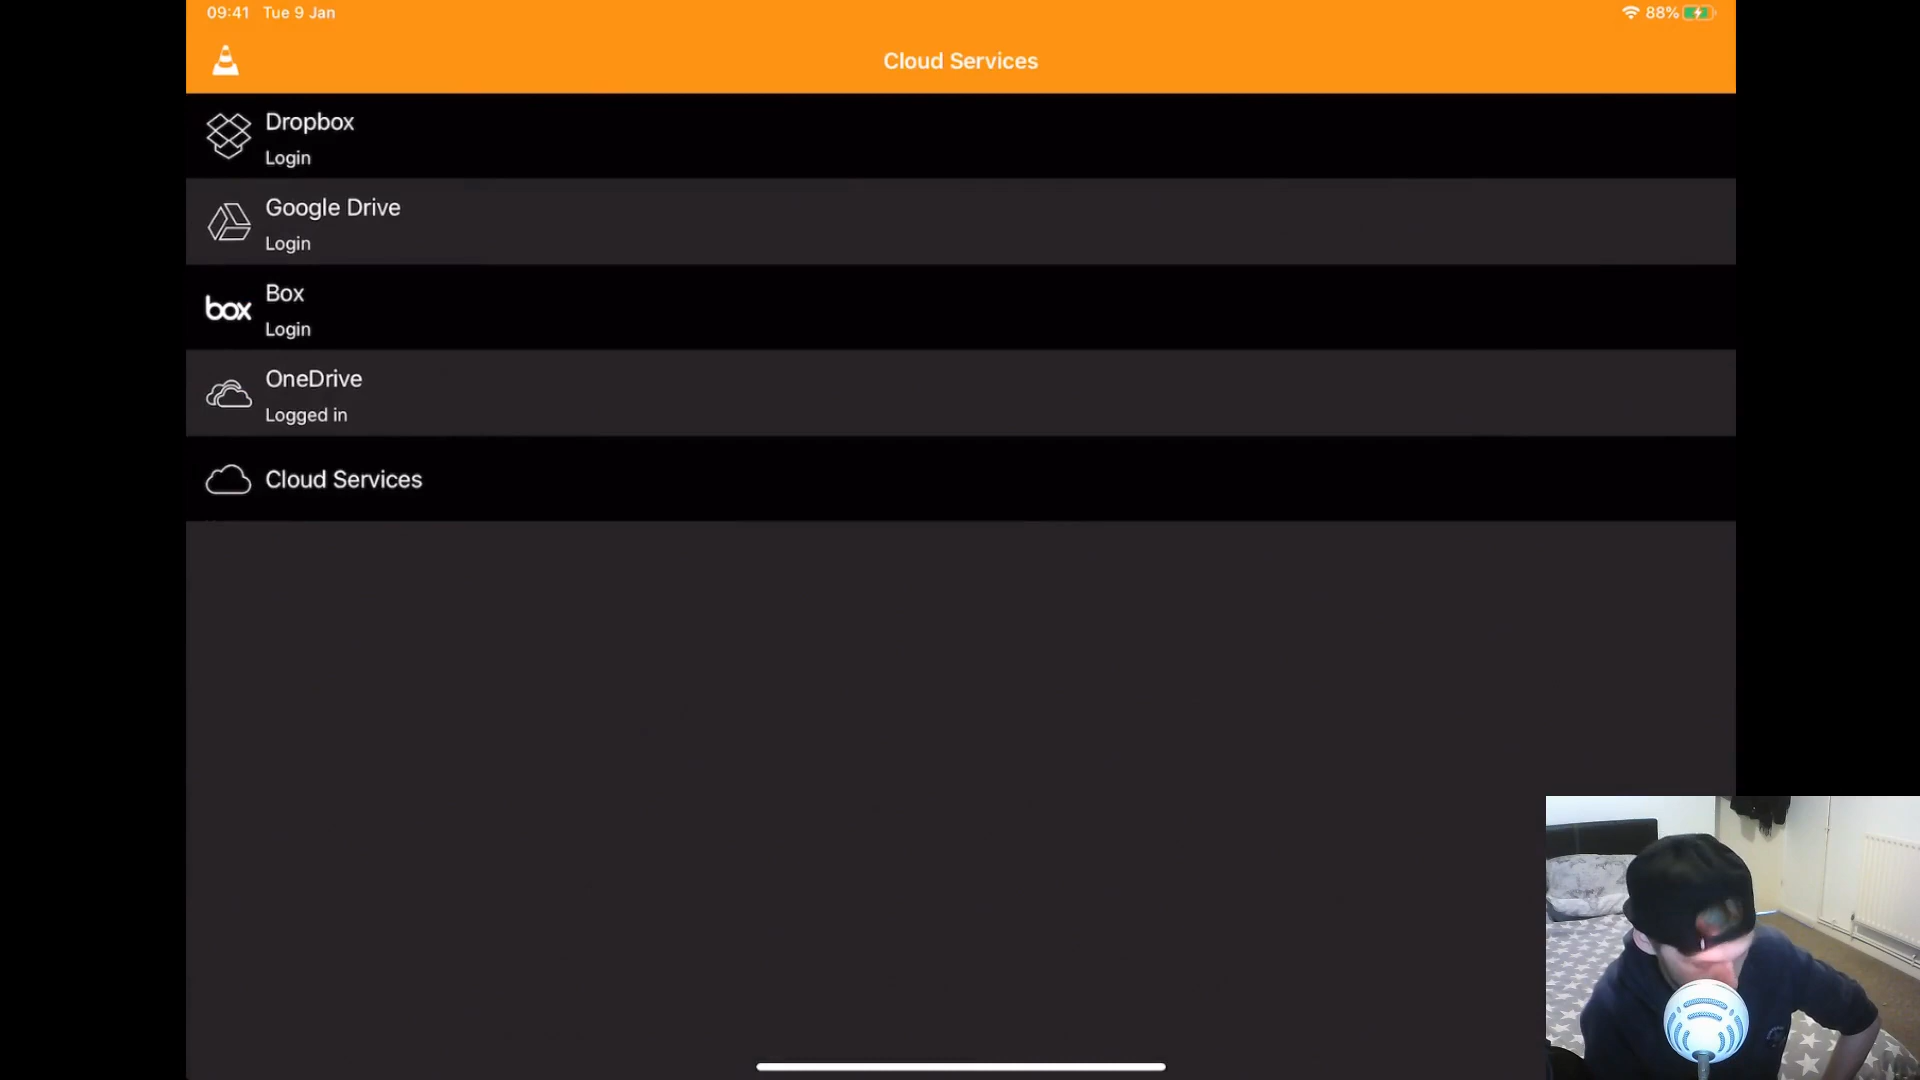 09:41 Tue 9 Jan
88%
Cloud Services
Dropbox
Login
Google Drive
Login
box
Box
Login
OneDrive
Logged in
Cloud Services